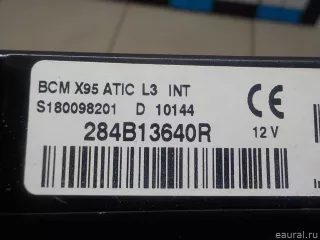 BCM X95 ATIC L3 INT
S180098201 D 10144
CE
284B13640R
12 V
eaural.ru